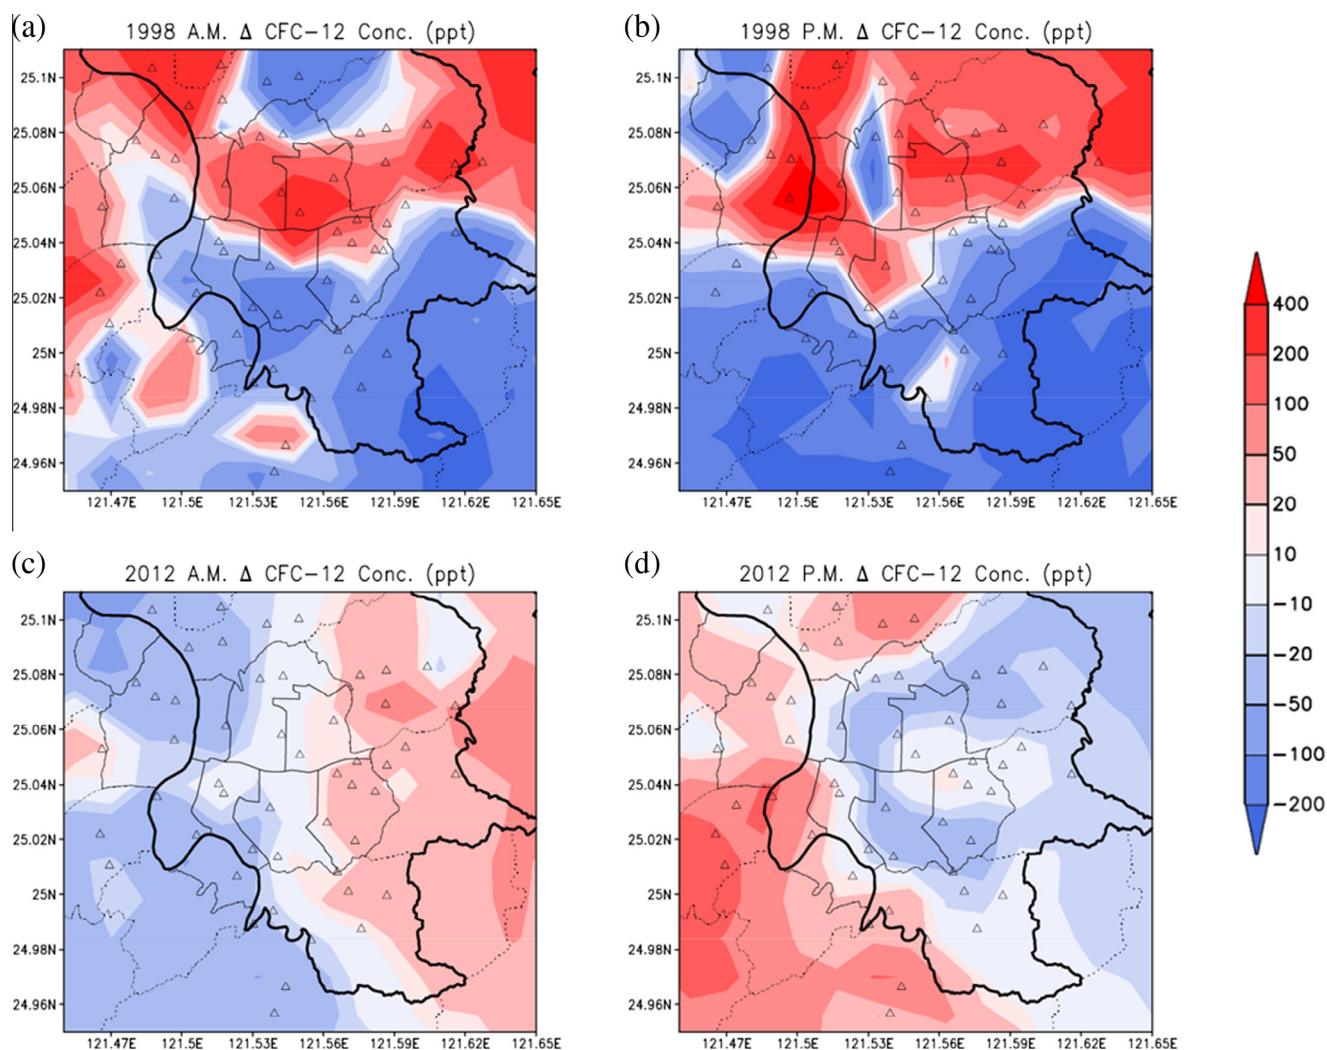 (a)
1998 A.M. Δ CFC-12 Conc. (ppt)
25.1N
25.08N
25.06N
25.04N
25.02N
25N
24.98N
24.96N
121.47E 121.5E 121.53E 121.56E 121.59E 121.62E 121.65E
(b)
1998 P.M. Δ CFC-12 Conc. (ppt)
25.1N
25.08N
25.06N
25.04N
25.02N
25N
24.98N
24.96N
121.47E 121.5E 121.53E 121.56E 121.59E 121.62E 121.65E
(c)
2012 A.M. Δ CFC-12 Conc. (ppt)
25.1N
25.08N
25.06N
25.04N
25.02N
25N
24.98N
24.96N
121.47E 121.5E 121.53E 121.56E 121.59E 121.62E 121.65E
(d)
2012 P.M. Δ CFC-12 Conc. (ppt)
25.1N
25.08N
25.06N
25.04N
25.02N
25N
24.98N
24.96N
121.47E 121.5E 121.53E 121.56E 121.59E 121.62E 121.65E
400
200
100
50
20
10
-10
-20
-50
-100
-200